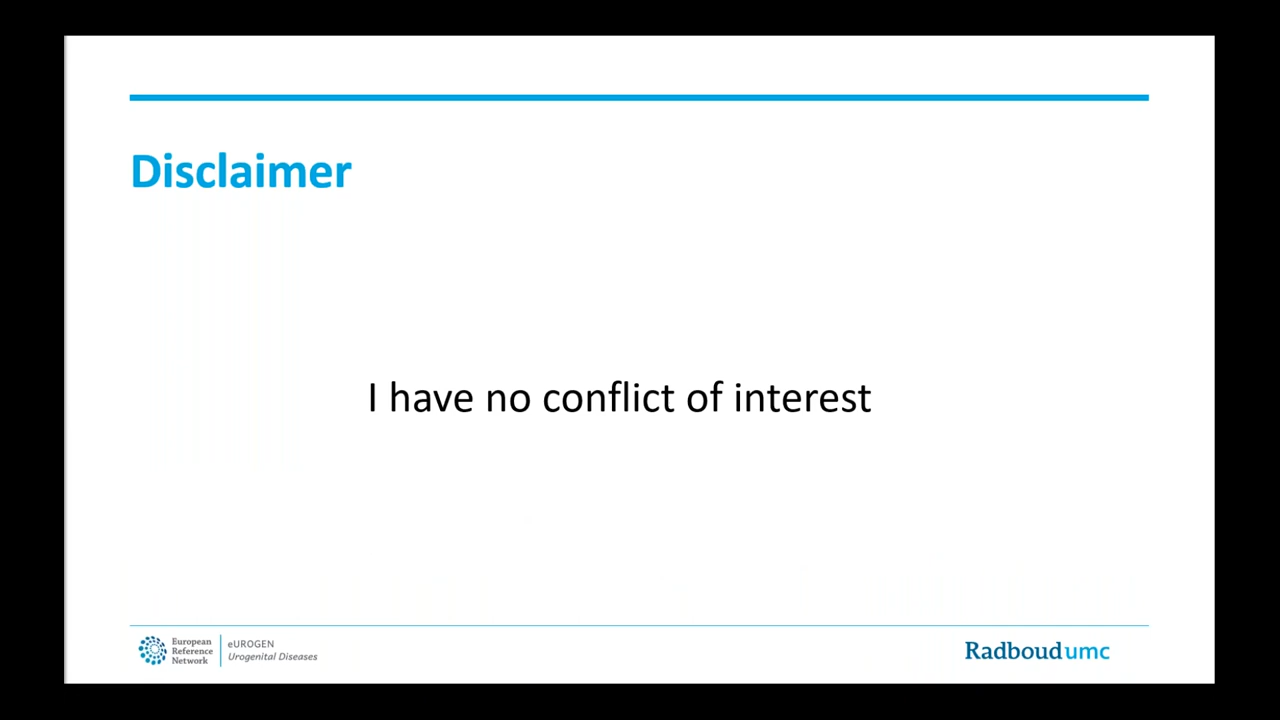 Disclaimer
I have no conflict of interest
European
Reference
Network
eUROGEN
Urogenital Diseases
Radboudumc